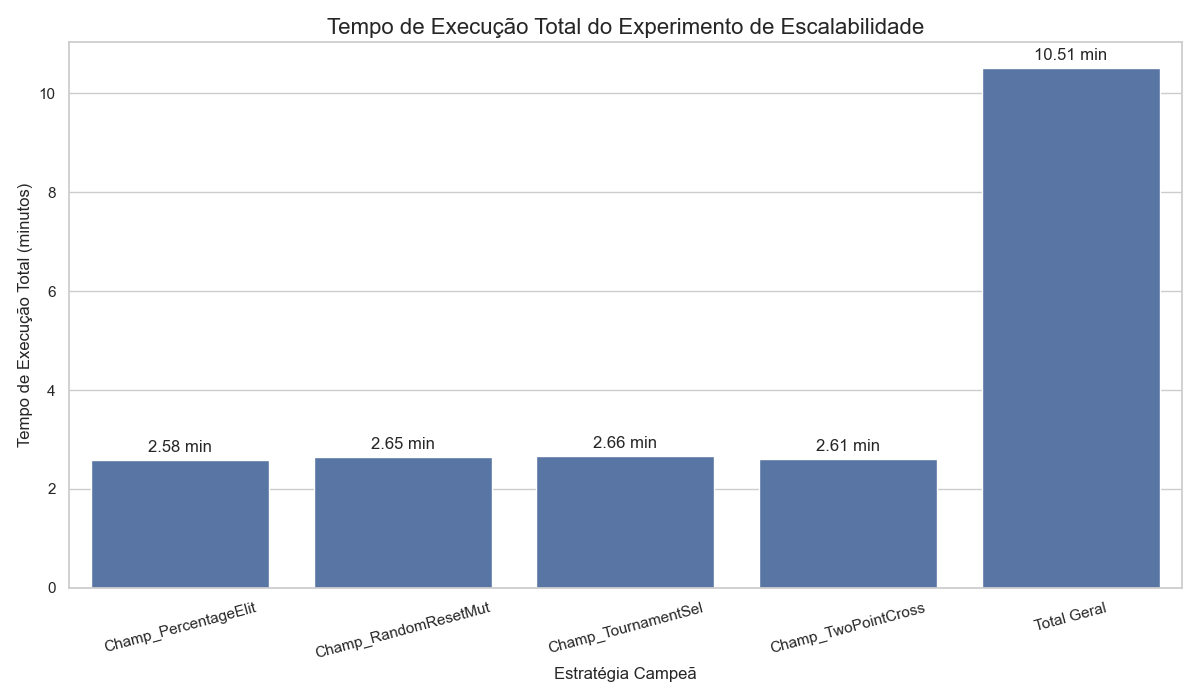 Tempo de Execução Total do Experimento de Escalabilidade
Tempo de Execução Total (minutos)
10
8
6
4
2
0
2.58 min
2.65 min
2.66 min
2.61 min
10.51 min
Champ_PercentageElit
Champ_RandomResetMut
Champ_TournamentSel
Champ_TwoPointCross
Total Geral
Estratégia Campeã